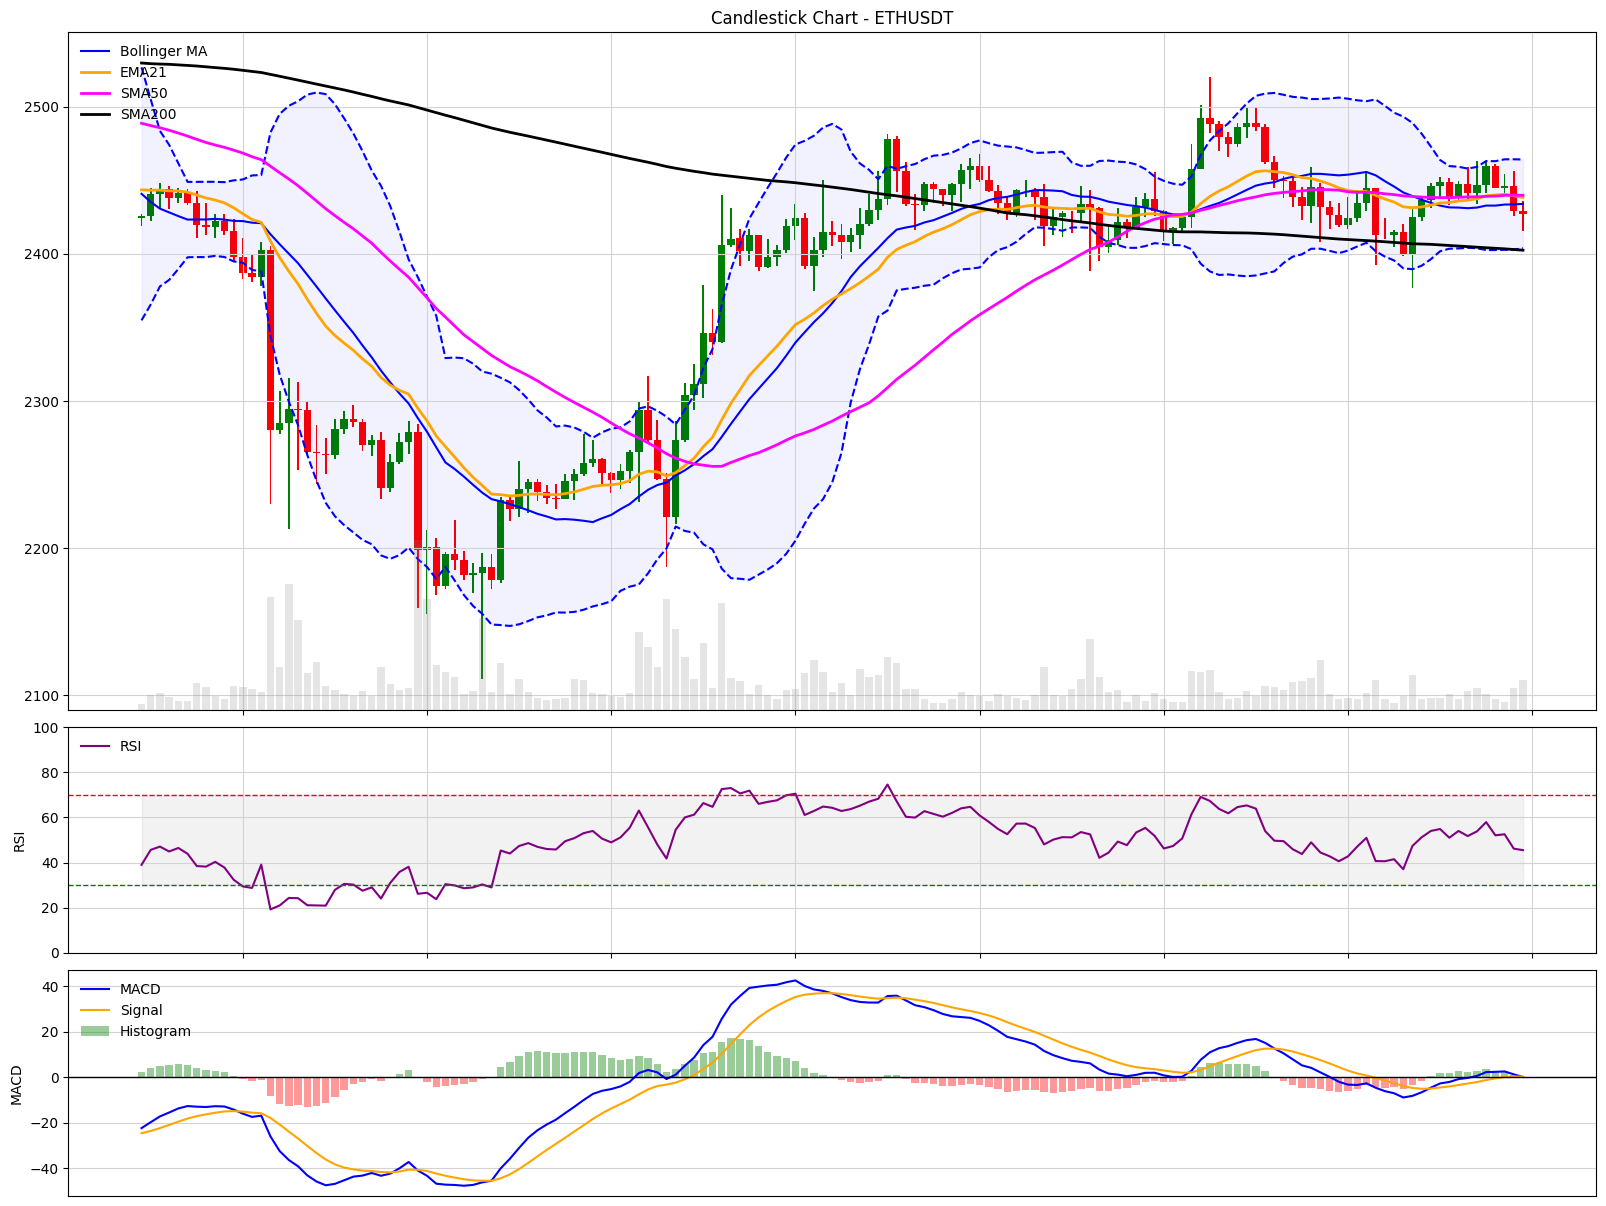 Candlestick Chart - ETHUSDT
Bollinger MA
EMA21
SMA50
SMA200
2500
2400
2300
2200
2100
100
80
60
40
20
0
RSI
RSI
40
20
0
−20
−40
MACD
MACD
Signal
Histogram